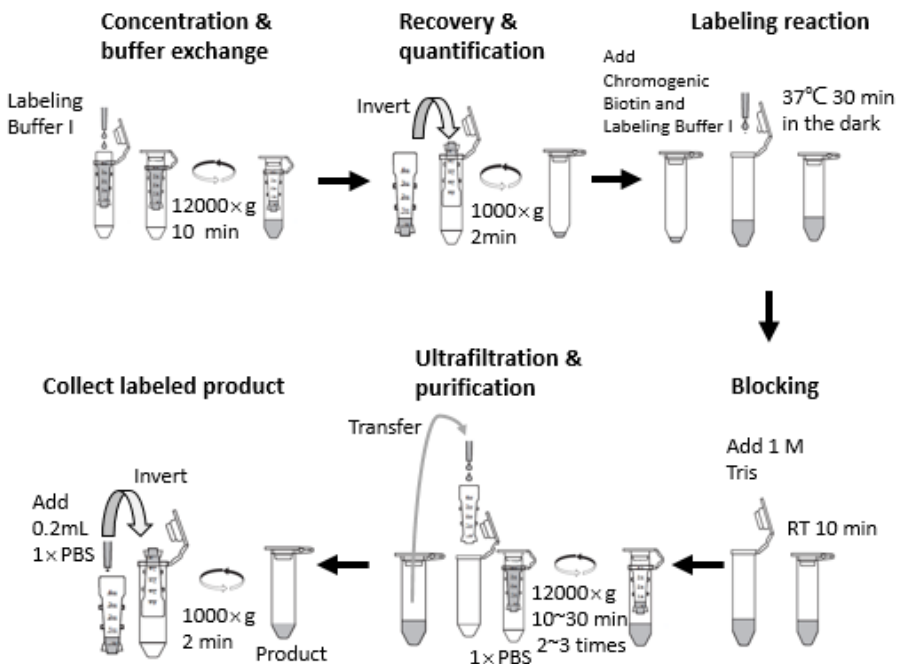 Concentration &
buffer exchange
Labeling
Buffer I
12000×g
10 min
Recovery &
quantification
Invert
1000×g
2min
Labeling reaction
Add
Chromogenic
Biotin and
Labeling Buffer I
37℃ 30 min
in the dark
Blocking
Add 1 M
Tris
RT 10 min
Ultrafiltration &
purification
Transfer
12000×g
10~30 min
2~3 times
1×PBS
Collect labeled product
Invert
Add
0.2mL
1×PBS
1000×g
2 min
Product